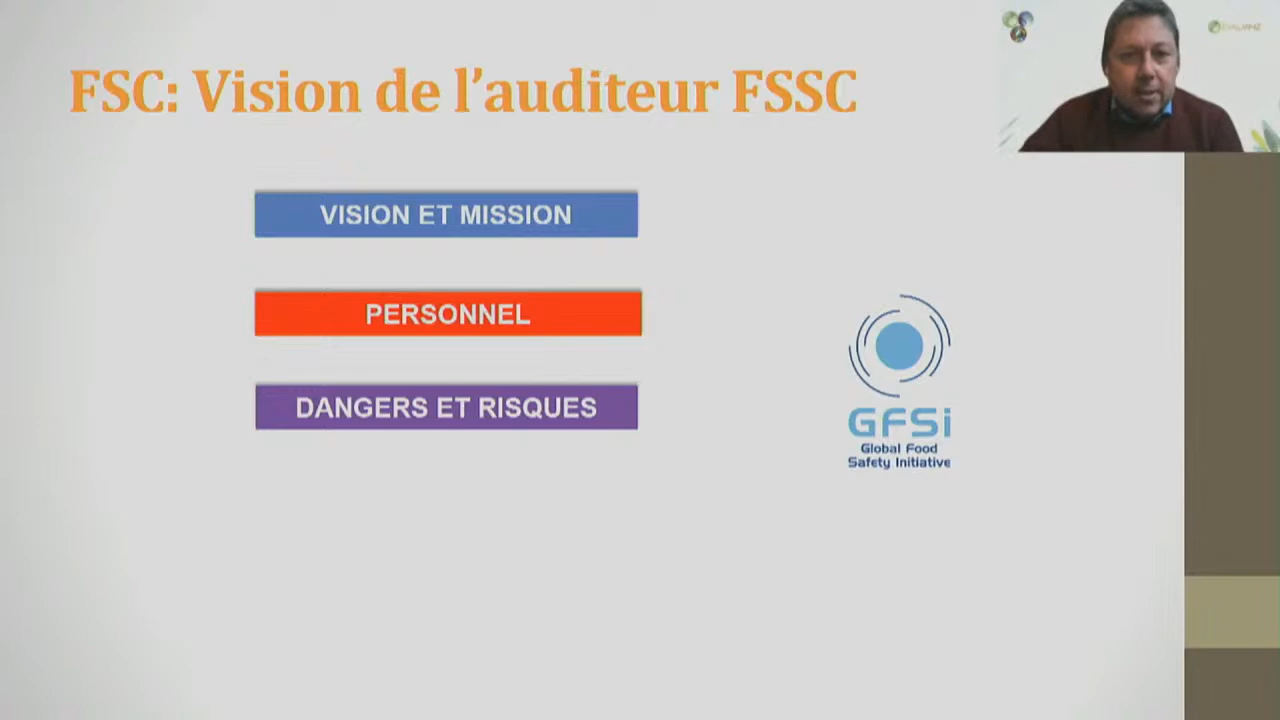 FSC: Vision de l'auditeur FSSC
VISION ET MISSION
PERSONNEL
DANGERS ET RISQUES
GFSi
Global Food
Safety Initiative